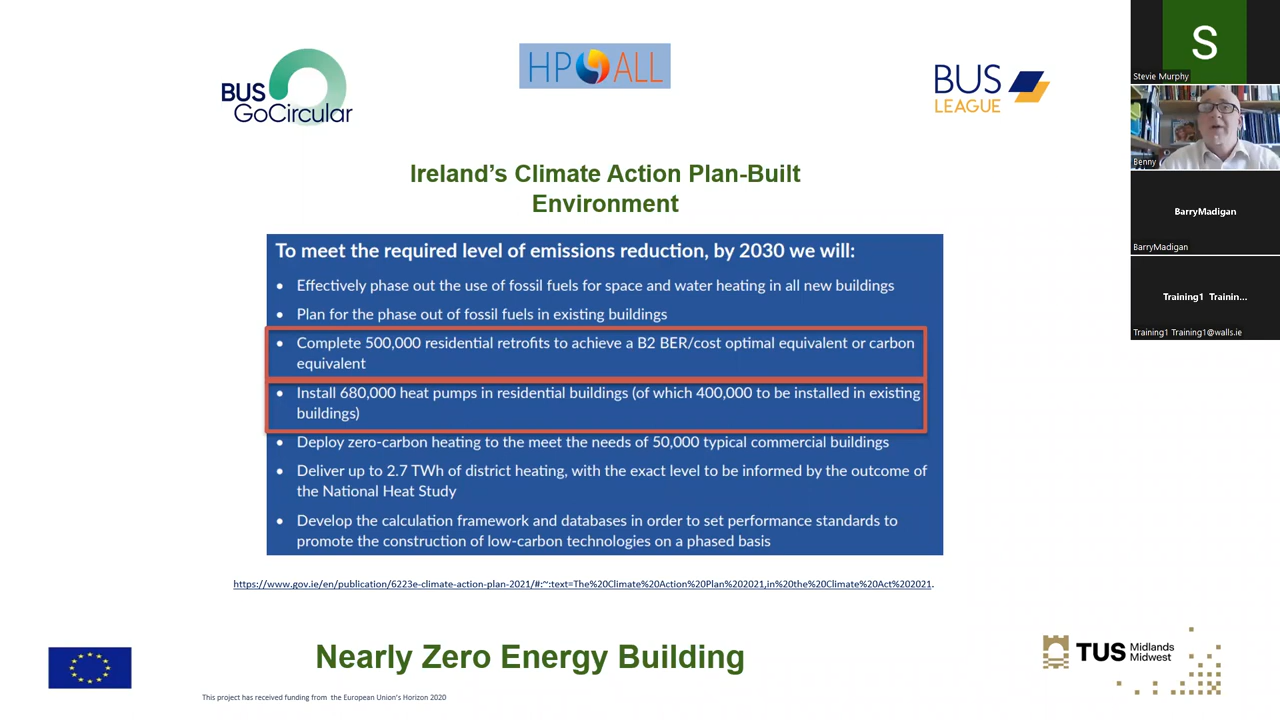 BUS
GoCircular
HP ALL
BUS
LEAGUE
Ireland's Climate Action Plan-Built
Environment
To meet the required level of emissions reduction, by 2030 we will:
• Effectively phase out the use of fossil fuels for space and water heating in all new buildings
• Plan for the phase out of fossil fuels in existing buildings
• Complete 500,000 residential retrofits to achieve a B2 BER/cost optimal equivalent or carbon
equivalent
• Install 680,000 heat pumps in residential buildings (of which 400,000 to be installed in existing
buildings)
• Deploy zero-carbon heating to the meet the needs of 50,000 typical commercial buildings
• Deliver up to 2.7 TWh of district heating, with the exact level to be informed by the outcome of
the National Heat Study
• Develop the calculation framework and databases in order to set performance standards to
promote the construction of low-carbon technologies on a phased basis
https://www.gov.ie/en/publication/6223e-climate-action-plan-2021/#:~:text=The%20Climate%20Action%20Plan%202021,in%20the%20Climate%20Act%202021.
Nearly Zero Energy Building
This project has received funding from the European Union's Horizon 2020
TUS Midlands
Midwest
S
Stevie Murphy
Benny
BarryMadigan
BarryMadigan
Training1 Trainin...
Training1 Training1@walls.ie